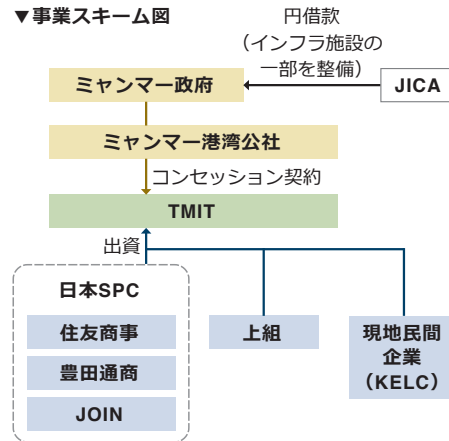 ▼事業スキーム図
円借款
（インフラ施設の
一部を整備）
ミャンマー政府
JICA
ミャンマー港湾公社
コンセッション契約
TMIT
出資
日本SPC
住友商事
豊田通商
JOIN
上組
現地民間
企業
（KELC）